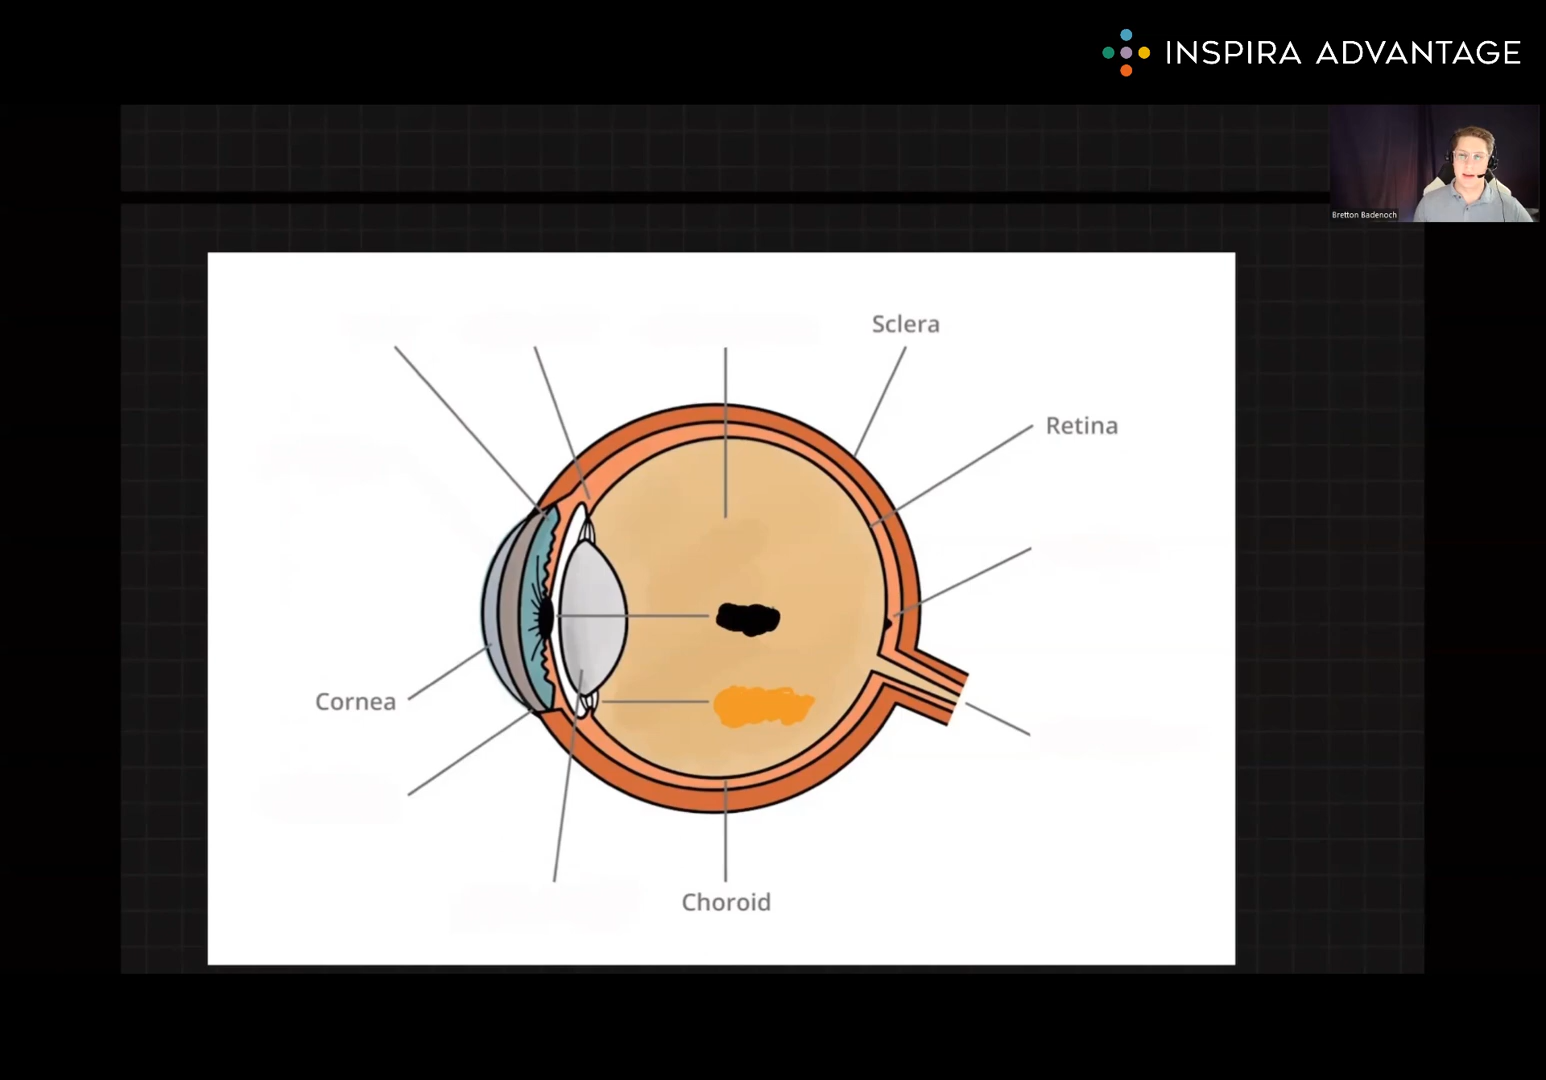 INSPIRA ADVANTAGE
Bretton Badenoch
Sclera
Retina
Cornea
Choroid